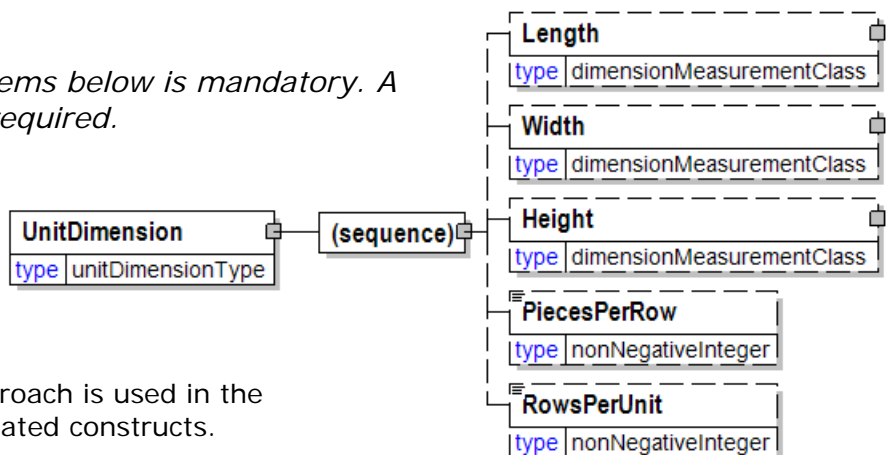 ems below is mandatory. A
equired.
UnitDimension
type unitDimensionType
(sequence)
Length
type dimensionMeasurementClass
Width
type dimensionMeasurementClass
Height
type dimensionMeasurementClass
PiecesPerRow
type nonNegativeInteger
RowsPerUnit
type nonNegativeInteger
roach is used in the
ated constructs.